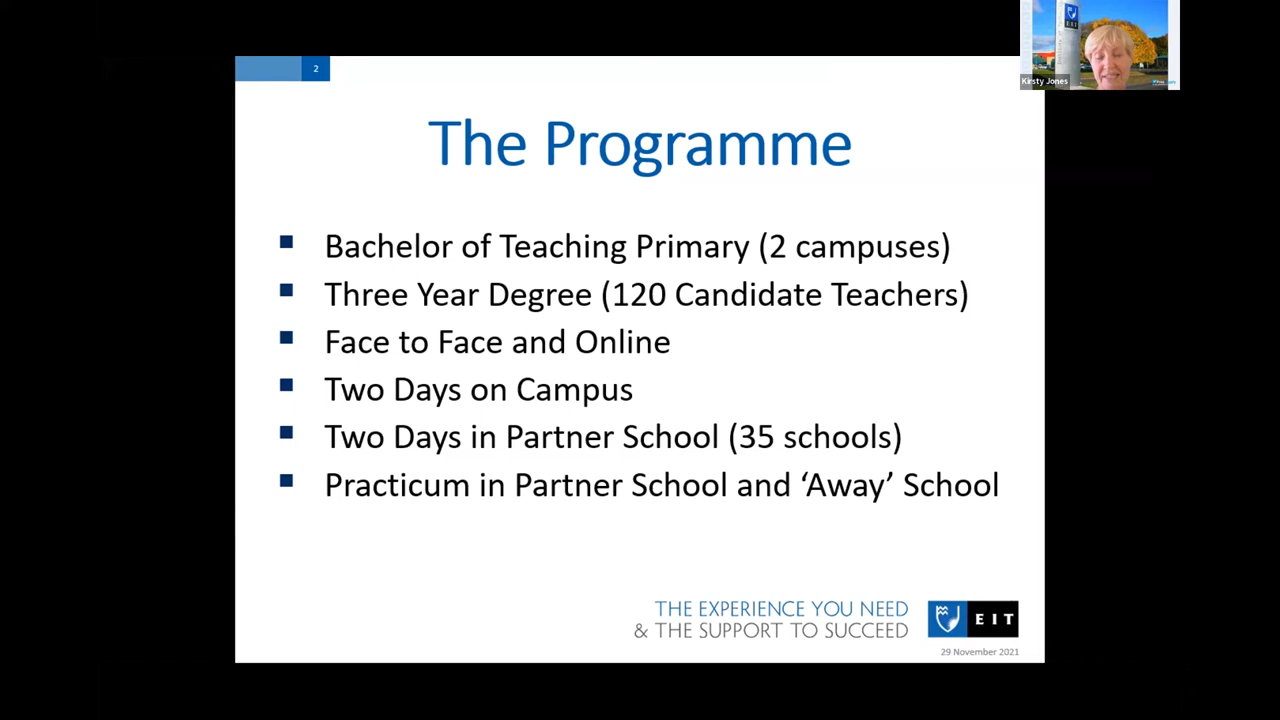 2
EIT
Kirsty Jones
The Programme
Bachelor of Teaching Primary (2 campuses)
Three Year Degree (120 Candidate Teachers)
Face to Face and Online
Two Days on Campus
Two Days in Partner School (35 schools)
Practicum in Partner School and ‘Away’ School
THE EXPERIENCE YOU NEED
& THE SUPPORT TO SUCCEED
EIT
29 November 2021